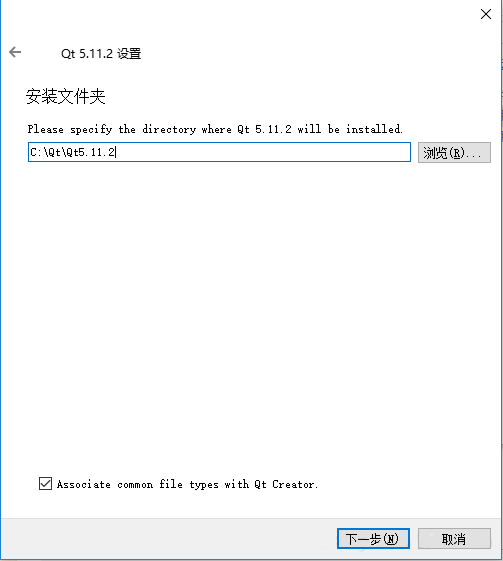 Qt 5.11.2 设置
安装文件夹
Please specify the directory where Qt 5.11.2 will be installed.
C:\Qt\Qt5.11.2
浏览(R)...
Associate common file types with Qt Creator.
下一步(N)
取消